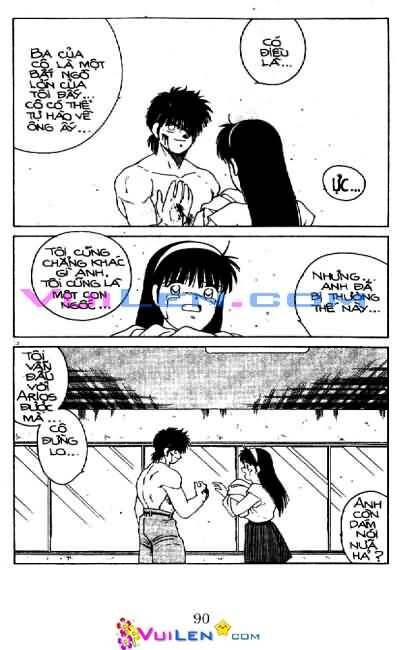 CÓ
ĐIỀU
LÀ...
BA CỦA
CÔ LÀ MỘT
BẤT NGỜ
LỚN CỦA
TÔI ĐẤY...
CÔ CÓ THỂ
TỰ HÀO VỀ
ÔNG ẤY...
ỰC...
TÔI CŨNG
CHẲNG KHÁC
GÌ ANH.
TÔI CŨNG LÀ
MỘT CON
NGỐC...
NHƯNG...
ANH ĐÃ
BỊ THƯƠNG
THẾ NÀY...
VUILEN.COM
TÔI
VẪN
ĐẤU
VỚI
Arios
ĐƯỢC
MÀ...
CÔ
ĐỪNG
LO...
ANH
CÒN
DÁM
NÓI
NỮA
HẢ?
90
VUILEN.COM